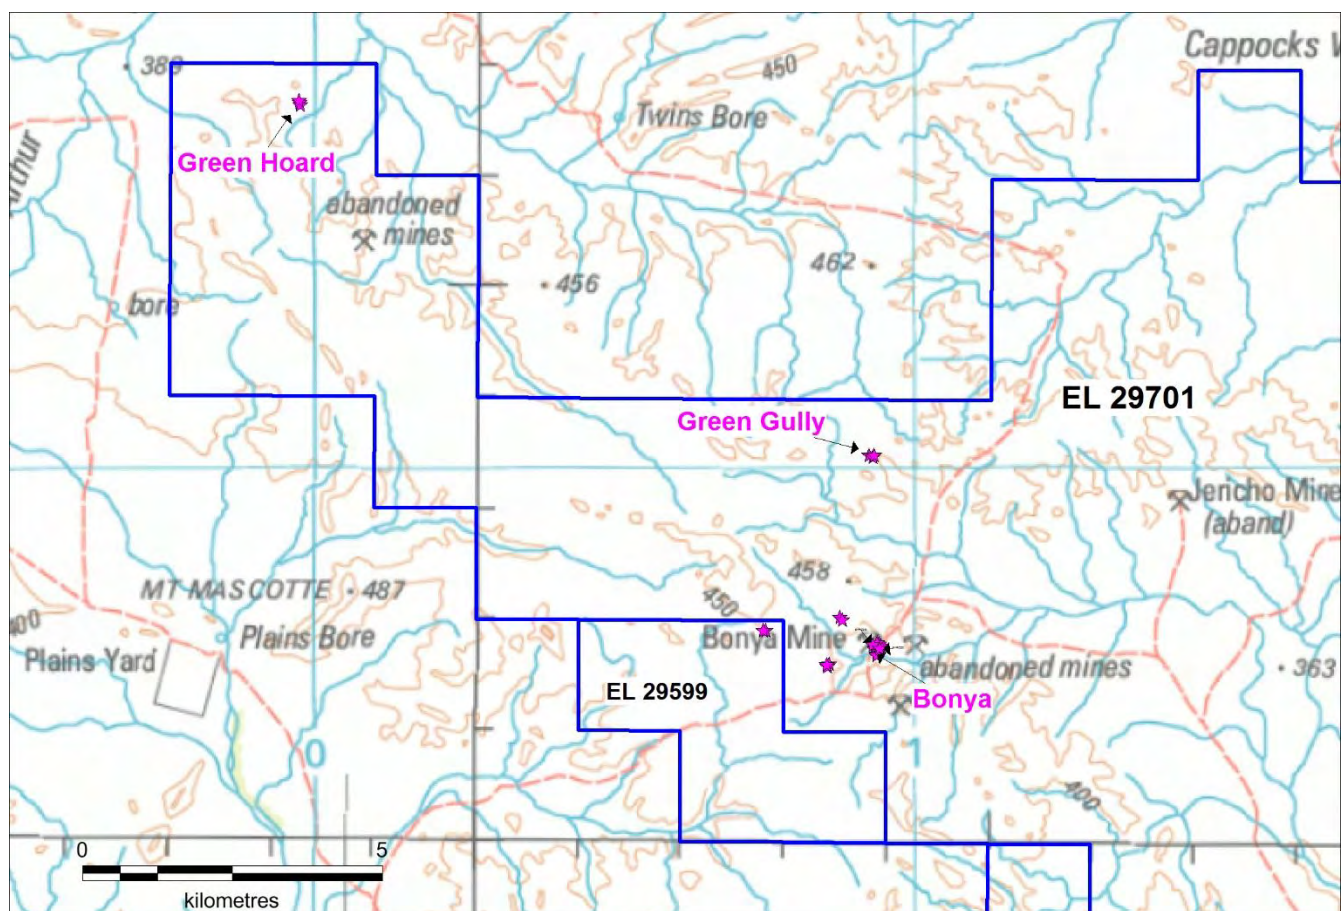 Cappocks
389
450
Twins Bore
Green Hoard
abandoned
mines
462
456
bore
EL 29701
Green Gully
Jericho Mine
(aband)
458
MT MASCOTTE
487
450
Plains Bore
Bonya Mine
Plains Yard
abandoned mines
363
EL 29599
Bonya
0
1
400
0
5
kilometres